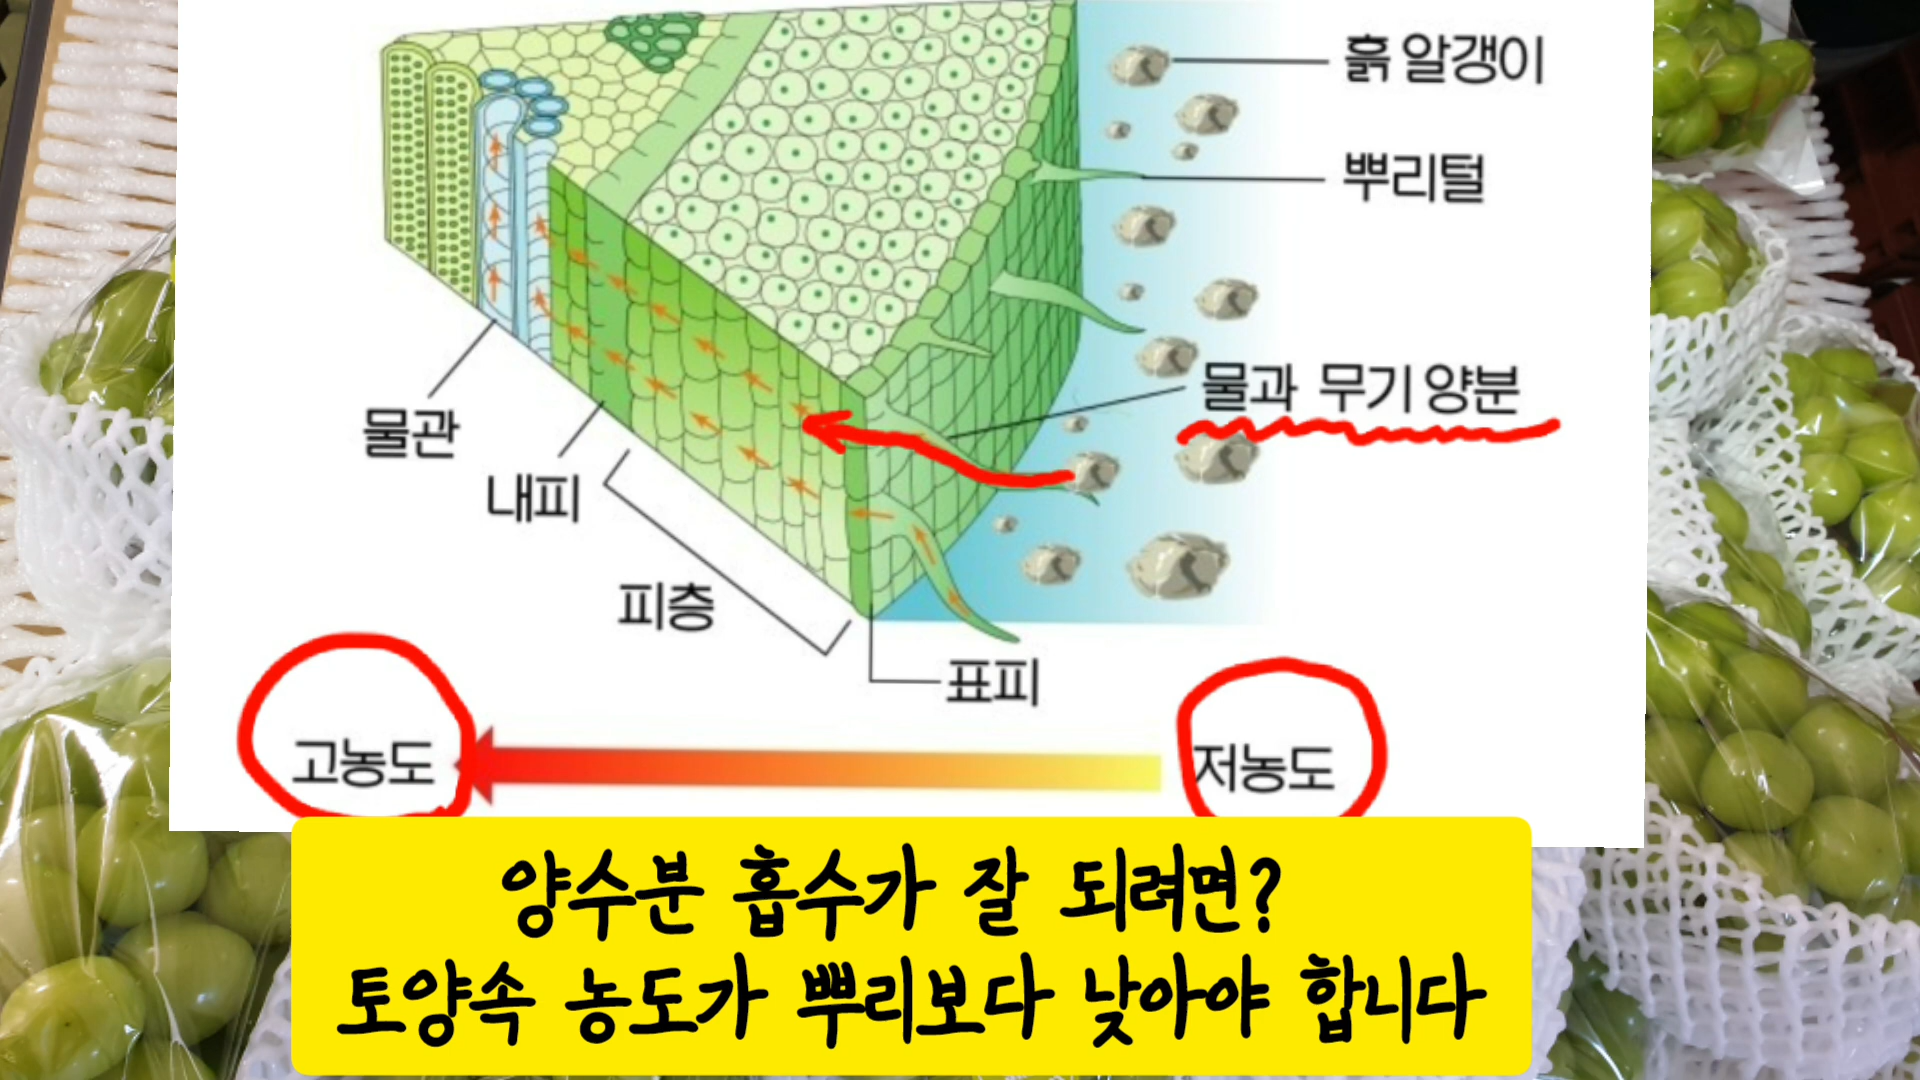 흙 알갱이
뿌리털
물과 무기 양분
물관
내피
피층
표피
고농도
저농도
양수분 흡수가 잘 되려면?
토양속 농도가 뿌리보다 낮아야 합니다